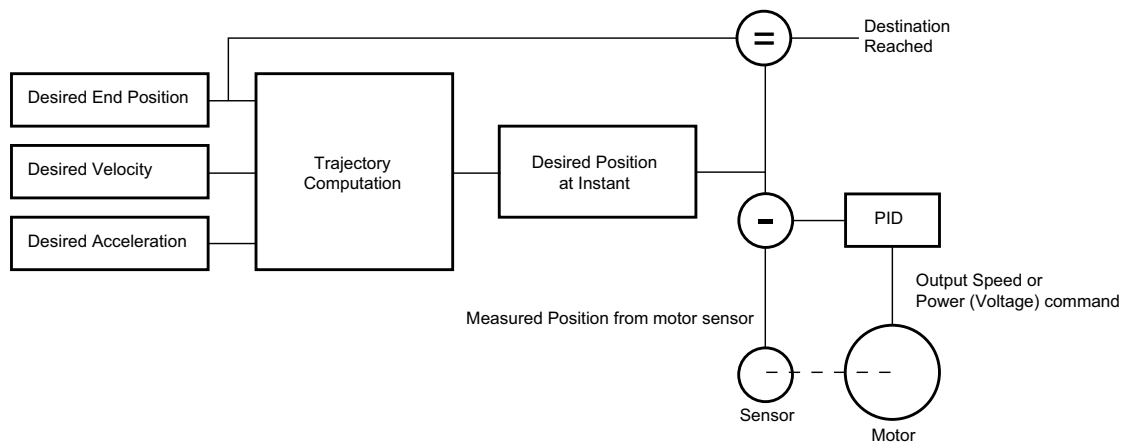 =
Destination
Reached
Desired End Position
Desired Velocity
Desired Acceleration
Trajectory
Computation
Desired Position
at Instant
-
PID
Output Speed or
Power (Voltage) command
Measured Position from motor sensor
Sensor
Motor